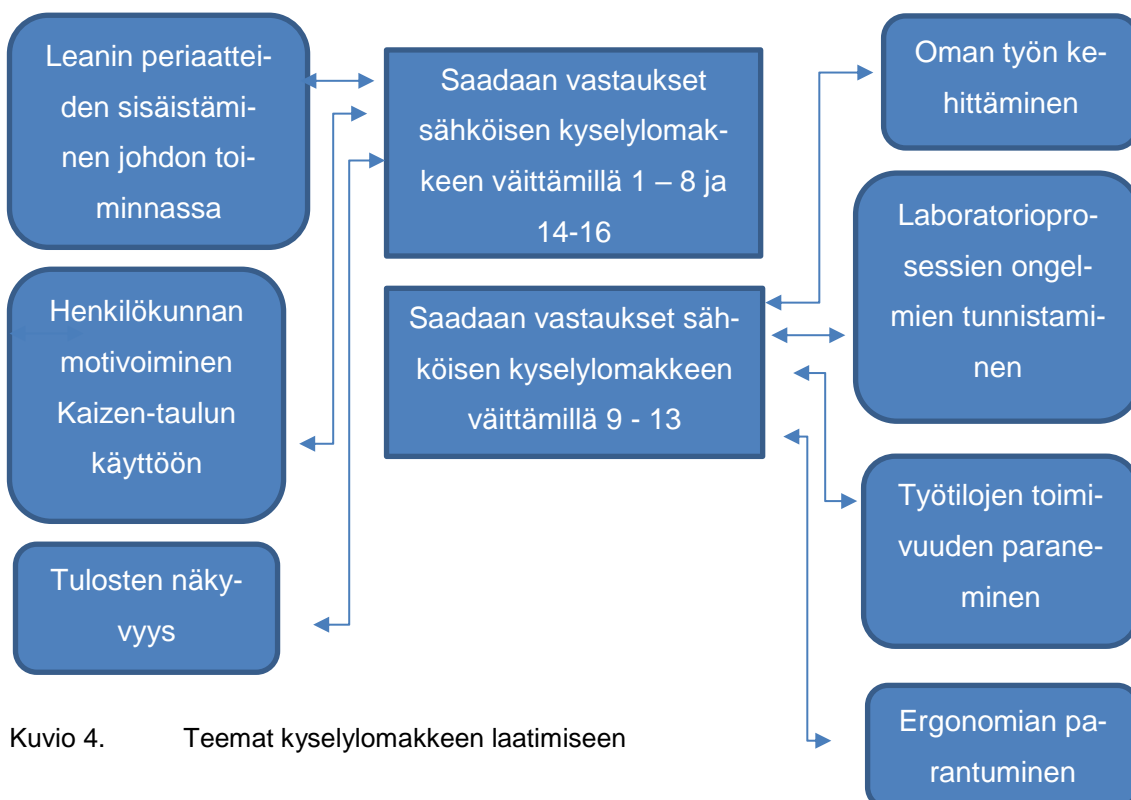 Leanin periaattei-
den sisäistämi-
nen johdon toi-
minnassa
Henkilökunnan
motivoiminen
Kaizen-taulun
käyttöön
Tulosten näky-
vyys
Saadaan vastaukset
sähköisen kyselylomak-
keen väittämillä 1 – 8 ja
14-16
Saadaan vastaukset säh-
köisen kyselylomakkeen
väittämillä 9 - 13
Oman työn ke-
hittäminen
Laboratoriopro-
sessien ongel-
mien tunnistami-
nen
Työtilojen toimi-
vuuden parane-
minen
Ergonomian pa-
rantuminen
Kuvio 4. Teemat kyselylomakkeen laatimiseen